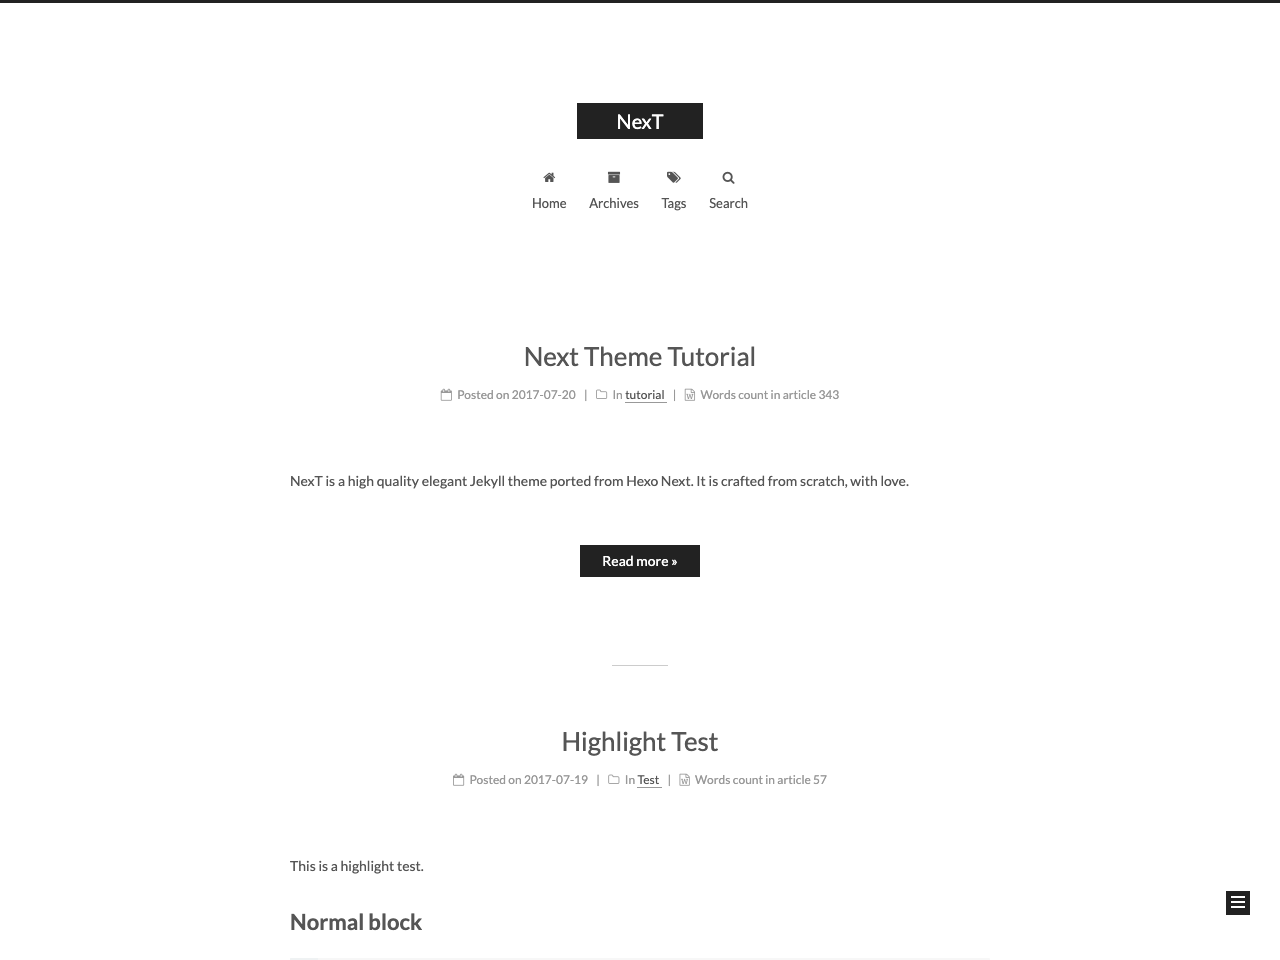 NexT
Home Archives Tags Search
Next Theme Tutorial
Posted on 2017-07-20 | In tutorial | Words count in article 343
NexT is a high quality elegant Jekyll theme ported from Hexo Next. It is crafted from scratch, with love.
Read more »
Highlight Test
Posted on 2017-07-19 | In Test | Words count in article 57
This is a highlight test.
Normal block